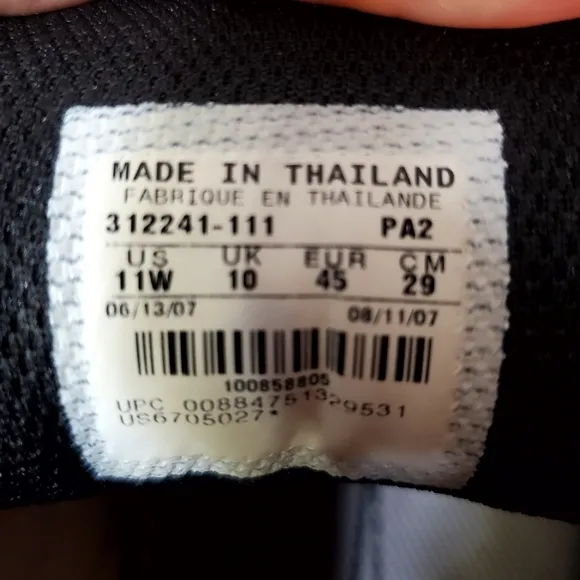 MADE IN THAILAND
FABRIQUE EN THAILANDE
312241-111 PA2
US UK EUR CM
11W 10 45 29
06/13/07 08/11/07
100858805
UPC 00884751329531
US6705027*